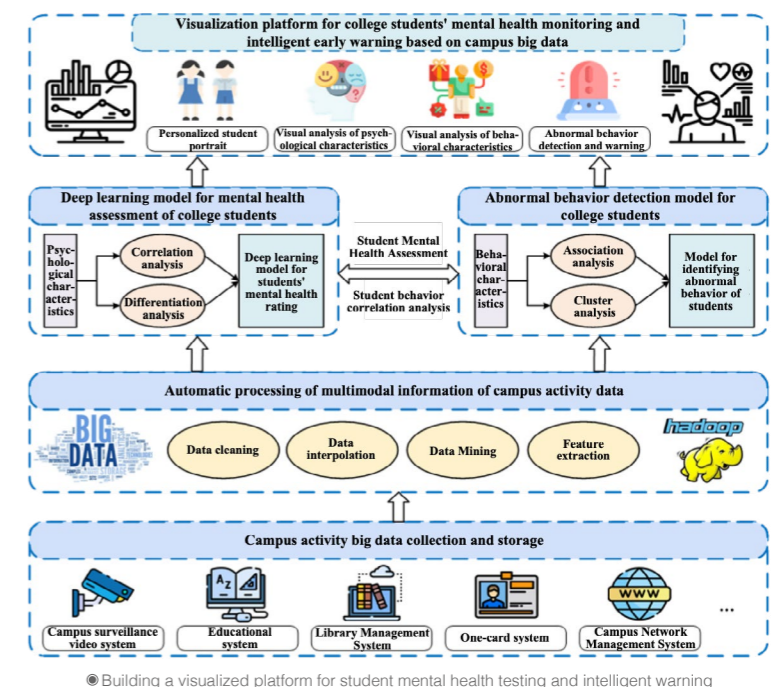 Visualization platform for college students' mental health monitoring and
intelligent early warning based on campus big data
Personalized student
portrait
Visual analysis of psych-
ological characteristics
Visual analysis of beha-
vioral characteristics
Abnormal behavior
detection and warning
Deep learning model for mental health
assessment of college students
Psyc-
holo-
gical
char-
acter-
istics
Correlation
analysis
Differentiation
analysis
Deep learning
model for
students'
mental health
rating
Student Mental
Health Assessment
Student behavior
correlation analysis
Abnormal behavior detection model for
college students
Beha-
vioral
char-
acter-
istics
Association
analysis
Cluster
analysis
Model for
identifying
abnormal
behavior of
students
Automatic processing of multimodal information of campus activity data
BIG
DATA
Data cleaning
Data
interpolation
Data Mining
Feature
extraction
hadoop
Campus activity big data collection and storage
A Z
WWW
...
Campus surveillance
video system
Educational
system
Library Management
System
One-card system
Campus Network
Management System
◉Building a visualized platform for student mental health testing and intelligent warning